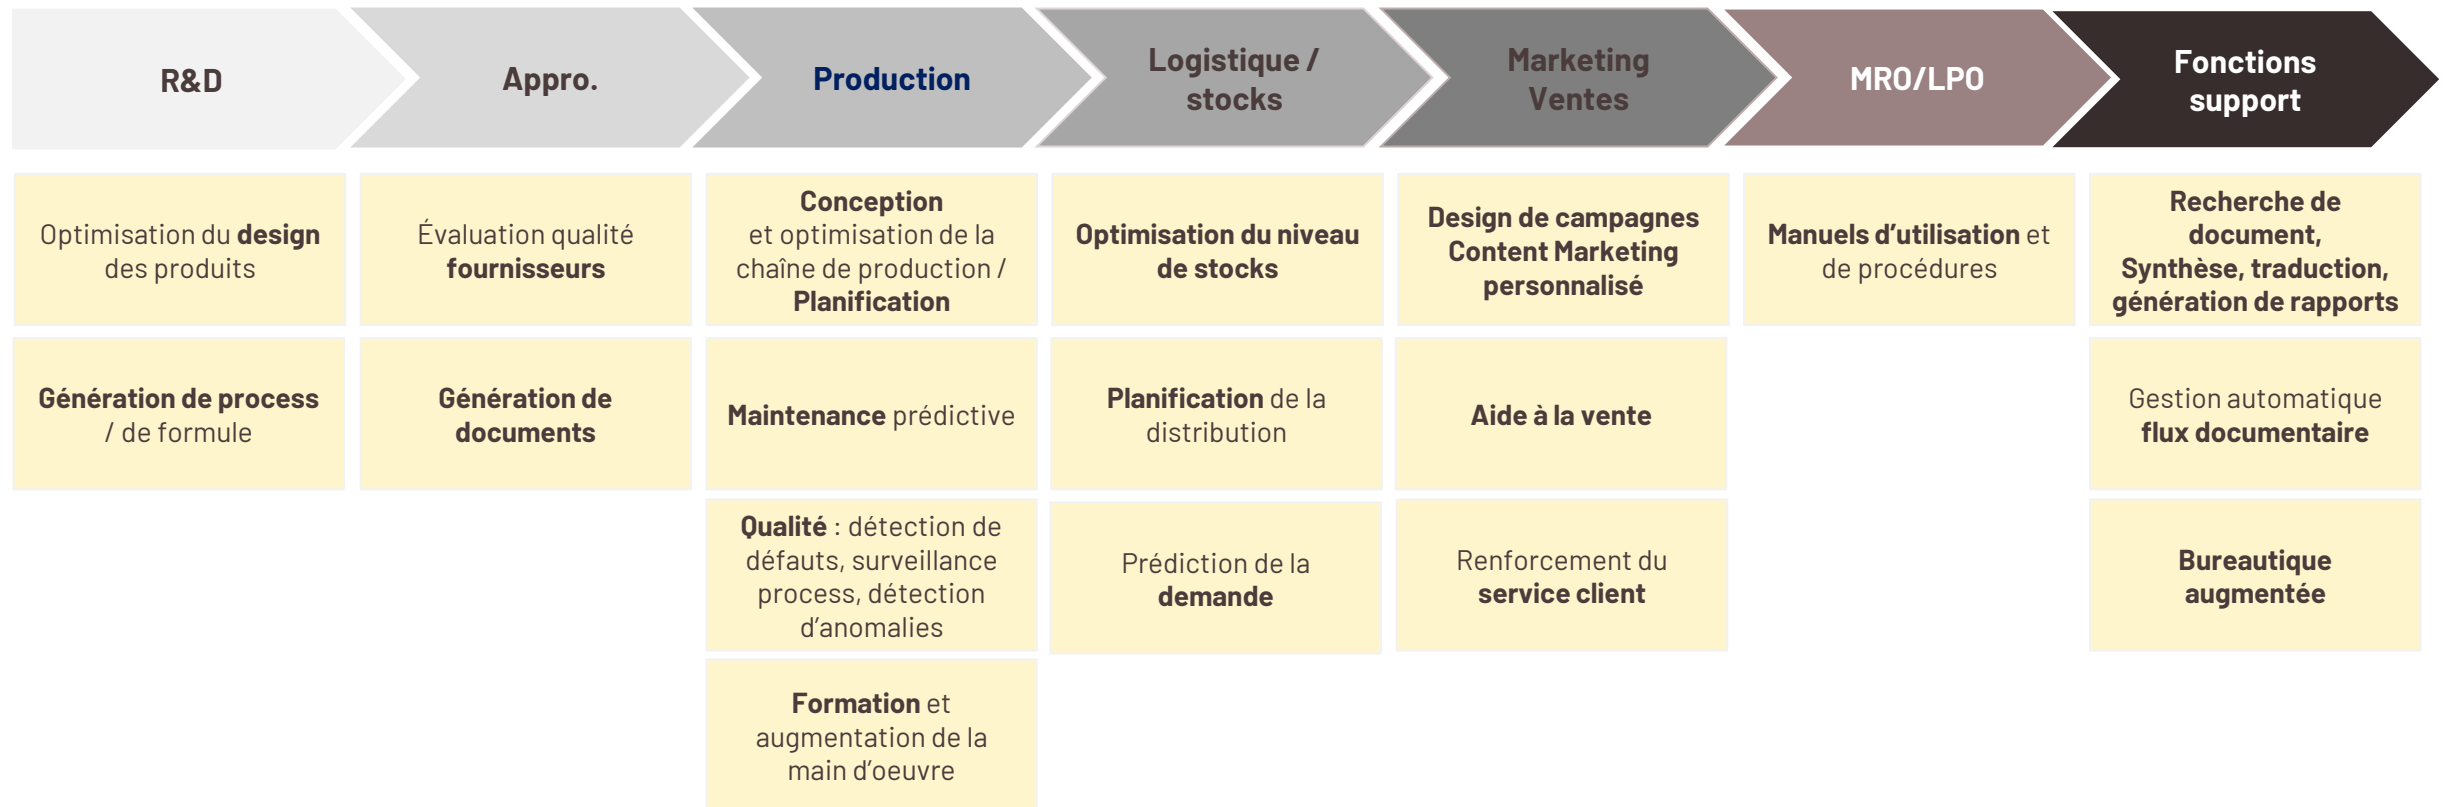 R&D
Appro.
Production
Logistique /
stocks
Marketing
Ventes
MRO/LPO
Fonctions
support
Optimisation du design
des produits
Évaluation qualité
fournisseurs
Conception
et optimisation de la
chaîne de production /
Planification
Optimisation du niveau
de stocks
Design de campagnes
Content Marketing
personnalisé
Manuels d'utilisation et
de procédures
Recherche de
document,
Synthèse, traduction,
génération de rapports
Génération de process
/ de formule
Génération de
documents
Maintenance prédictive
Planification de la
distribution
Aide à la vente
Gestion automatique
flux documentaire
Qualité : détection de
défauts, surveillance
process, détection
d'anomalies
Prédiction de la
demande
Renforcement du
service client
Bureautique
augmentée
Formation et
augmentation de la
main d'oeuvre